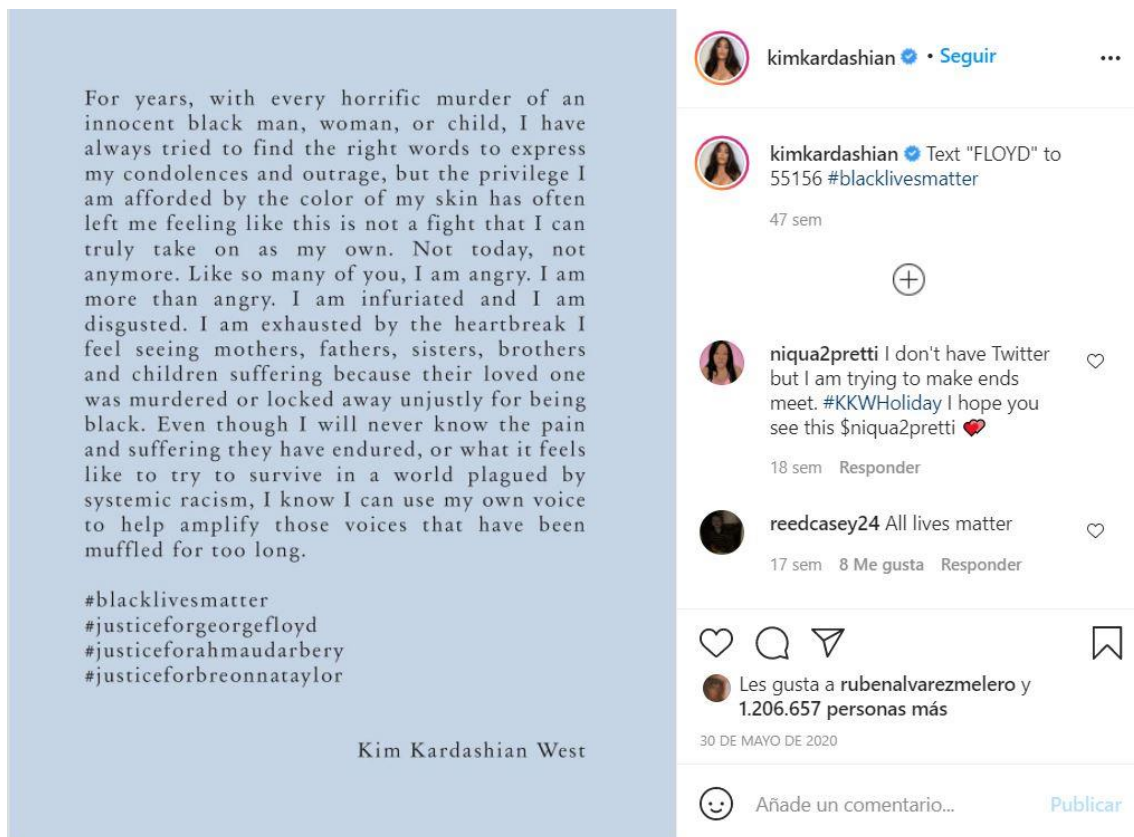 For years, with every horrific murder of an
innocent black man, woman, or child, I have
always tried to find the right words to express
my condolences and outrage, but the privilege I
am afforded by the color of my skin has often
left me feeling like this is not a fight that I can
truly take on as my own. Not today, not
anymore. Like so many of you, I am angry. I am
more than angry. I am infuriated and I am
disgusted. I am exhausted by the heartbreak I
feel seeing mothers, fathers, sisters, brothers
and children suffering because their loved one
was murdered or locked away unjustly for being
black. Even though I will never know the pain
and suffering they have endured, or what it feels
like to try to survive in a world plagued by
systemic racism, I know I can use my own voice
to help amplify those voices that have been
muffled for too long.
#blacklivesmatter
#justiceforgeorgefloyd
#justiceforahmaudarbery
#justiceforbreonnataylor
Kim Kardashian West
kimkardashian • Seguir
kimkardashian Text "FLOYD" to
55156 #blacklivesmatter
47 sem
niqua2pretti I don't have Twitter
but I am trying to make ends
meet. #KKWHoliday I hope you
see this $niqua2pretti 💕
18 sem Responder
reedcasey24 All lives matter
17 sem 8 Me gusta Responder
Les gusta a rubenalvarezmelero y
1.206.657 personas más
30 DE MAYO DE 2020
Añade un comentario... Publicar